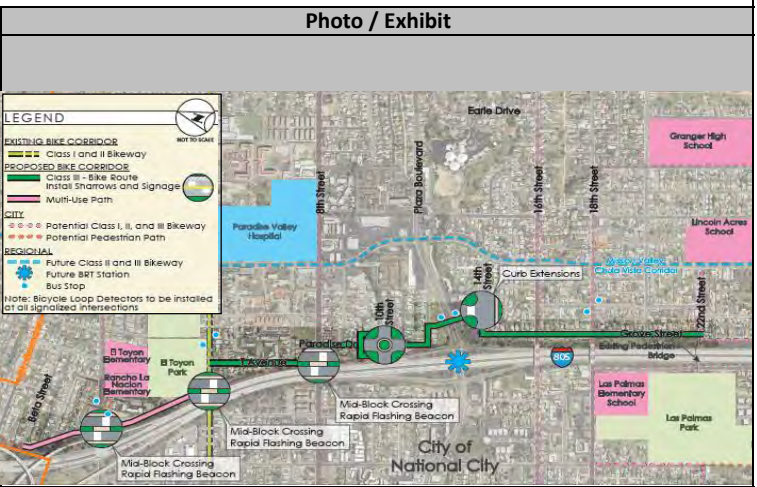 Photo / Exhibit
LEGEND
NOT TO SCALE
EXISTING BIKE CORRIDOR
Class I and II Bikeway
PROPOSED BIKE CORRIDOR
Class III - Bike Route
Install Sharrows and Signage
Multi-Use Path
CITY
Potential Class I, II, and III Bikeway
Potential Pedestrian Path
REGIONAL
Future Class II and III Bikeway
Future BRT Station
Bus Stop
Note: Bicycle Loop Detectors to be installed
at all signalized intersections
Earle Drive
Granger High
School
8th Street
Plaza Boulevard
16th Street
18th Street
Paradise Valley
Hospital
Lincoln Acres
School
Chula Vista Corridor
14th
Street
Curb Extensions
22nd Street
10th
Street
Grove Street
Existing Pedestrian
Bridge
805
El Toyon
Elementary
El Toyon
Park
Rancho La
Nacion
Elementary
Beta Street
Las Palmas
Elementary
School
Las Palmas
Park
Mid-Block Crossing
Rapid Flashing Beacon
Mid-Block Crossing
Rapid Flashing Beacon
Mid-Block Crossing
Rapid Flashing Beacon
City of
National City